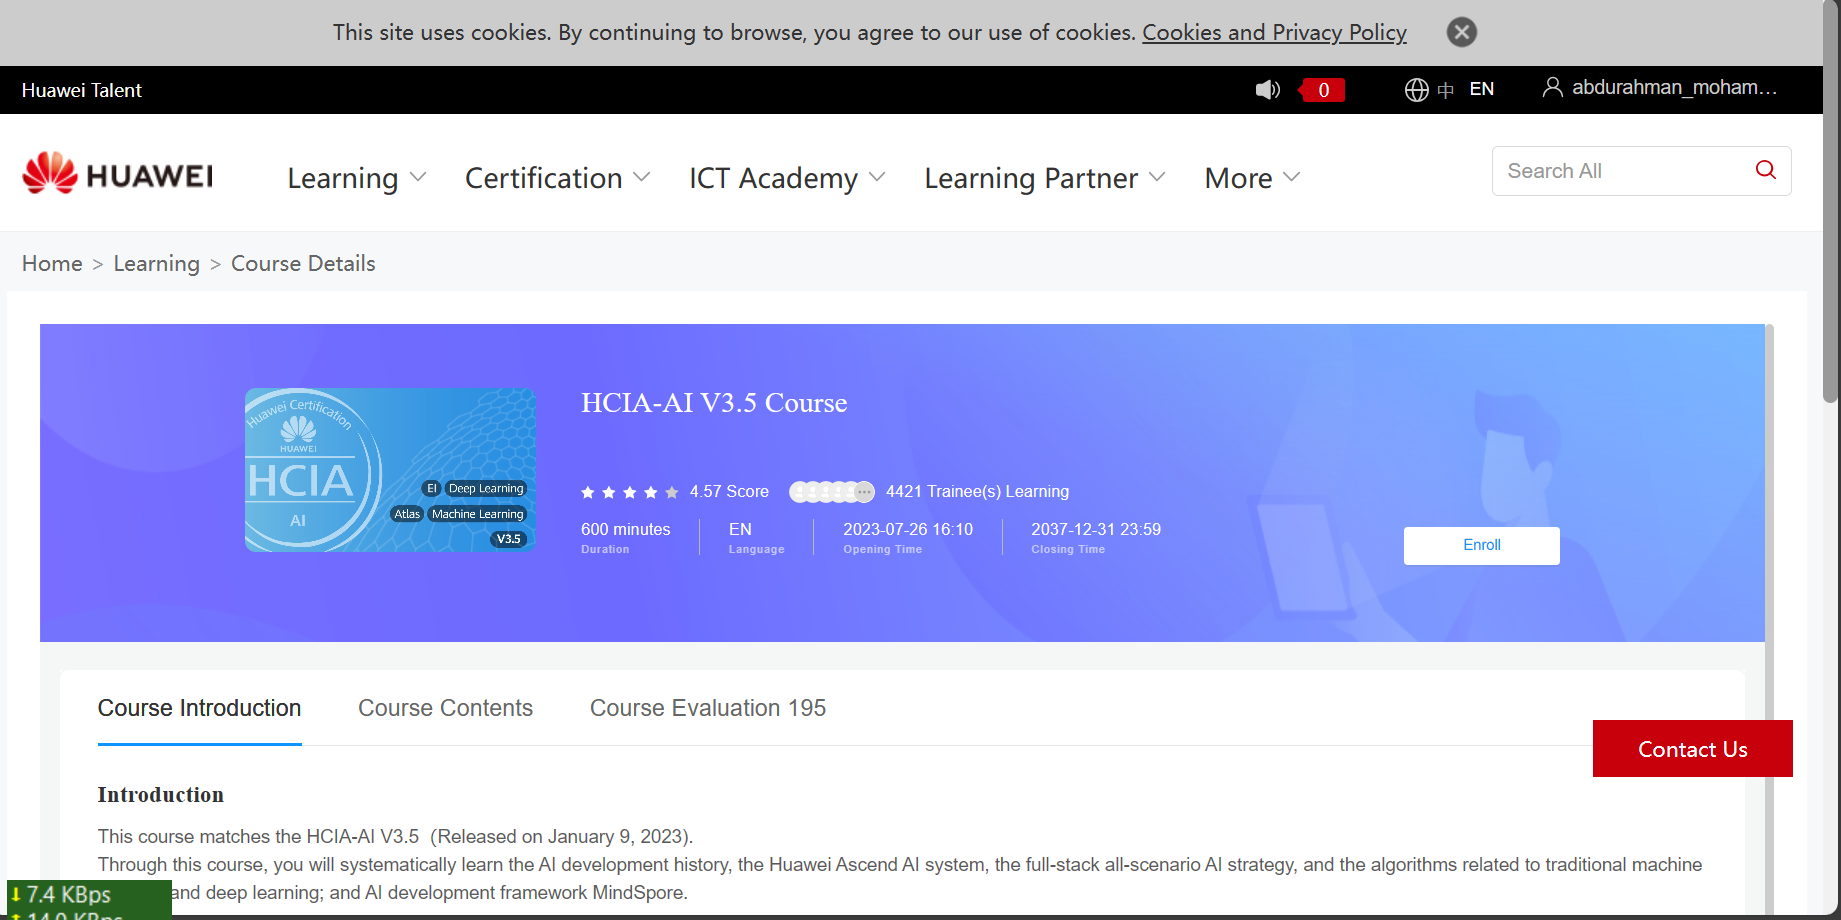 This site uses cookies. By continuing to browse, you agree to our use of cookies. Cookies and Privacy Policy
Huawei Talent
0
中 EN
abdurahman_moham...
HUAWEI
Learning
Certification
ICT Academy
Learning Partner
More
Search All
Home > Learning > Course Details
Huawei Certification
HUAWEI
HCIA
AI
EI Deep Learning
Atlas Machine Learning
V3.5
HCIA-AI V3.5 Course
4.57 Score
4421 Trainee(s) Learning
600 minutes
Duration
EN
Language
2023-07-26 16:10
Opening Time
2037-12-31 23:59
Closing Time
Enroll
Course Introduction
Course Contents
Course Evaluation 195
Contact Us
Introduction
This course matches the HCIA-AI V3.5 (Released on January 9, 2023).
Through this course, you will systematically learn the AI development history, the Huawei Ascend AI system, the full-stack all-scenario AI strategy, and the algorithms related to traditional machine
and deep learning; and AI development framework MindSpore.
7.4 KBps
14.0 KBps